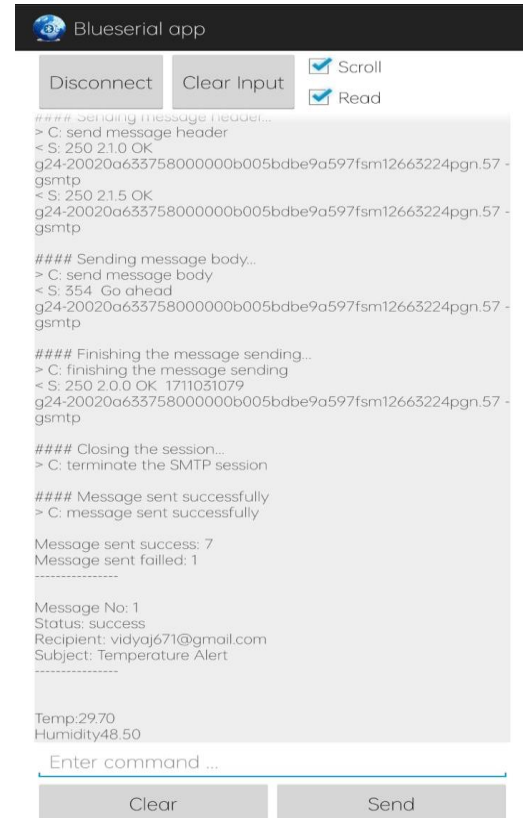 Blueserial app
Disconnect
Clear Input
Scroll
Read
#### Sending message header...
> C: send message header
< S: 250 2.1.0 OK
g24-20020a633758000000b005bdbe9a597fsm12663224pgn.57 -
gsmtp
< S: 250 2.1.5 OK
g24-20020a633758000000b005bdbe9a597fsm12663224pgn.57 -
gsmtp
#### Sending message body...
> C: send message body
< S: 354  Go ahead
g24-20020a633758000000b005bdbe9a597fsm12663224pgn.57 -
gsmtp
#### Finishing the message sending...
> C: finishing the message sending
< S: 250 2.0.0 OK  1711031079
g24-20020a633758000000b005bdbe9a597fsm12663224pgn.57 -
gsmtp
#### Closing the session...
> C: terminate the SMTP session
#### Message sent successfully
> C: message sent successfully
Message sent success: 7
Message sent failled: 1
----------------
Message No: 1
Status: success
Recipient: vidyaj671@gmail.com
Subject: Temperature Alert
----------------
Temp:29.70
Humidity48.50
Enter command ...
Clear
Send